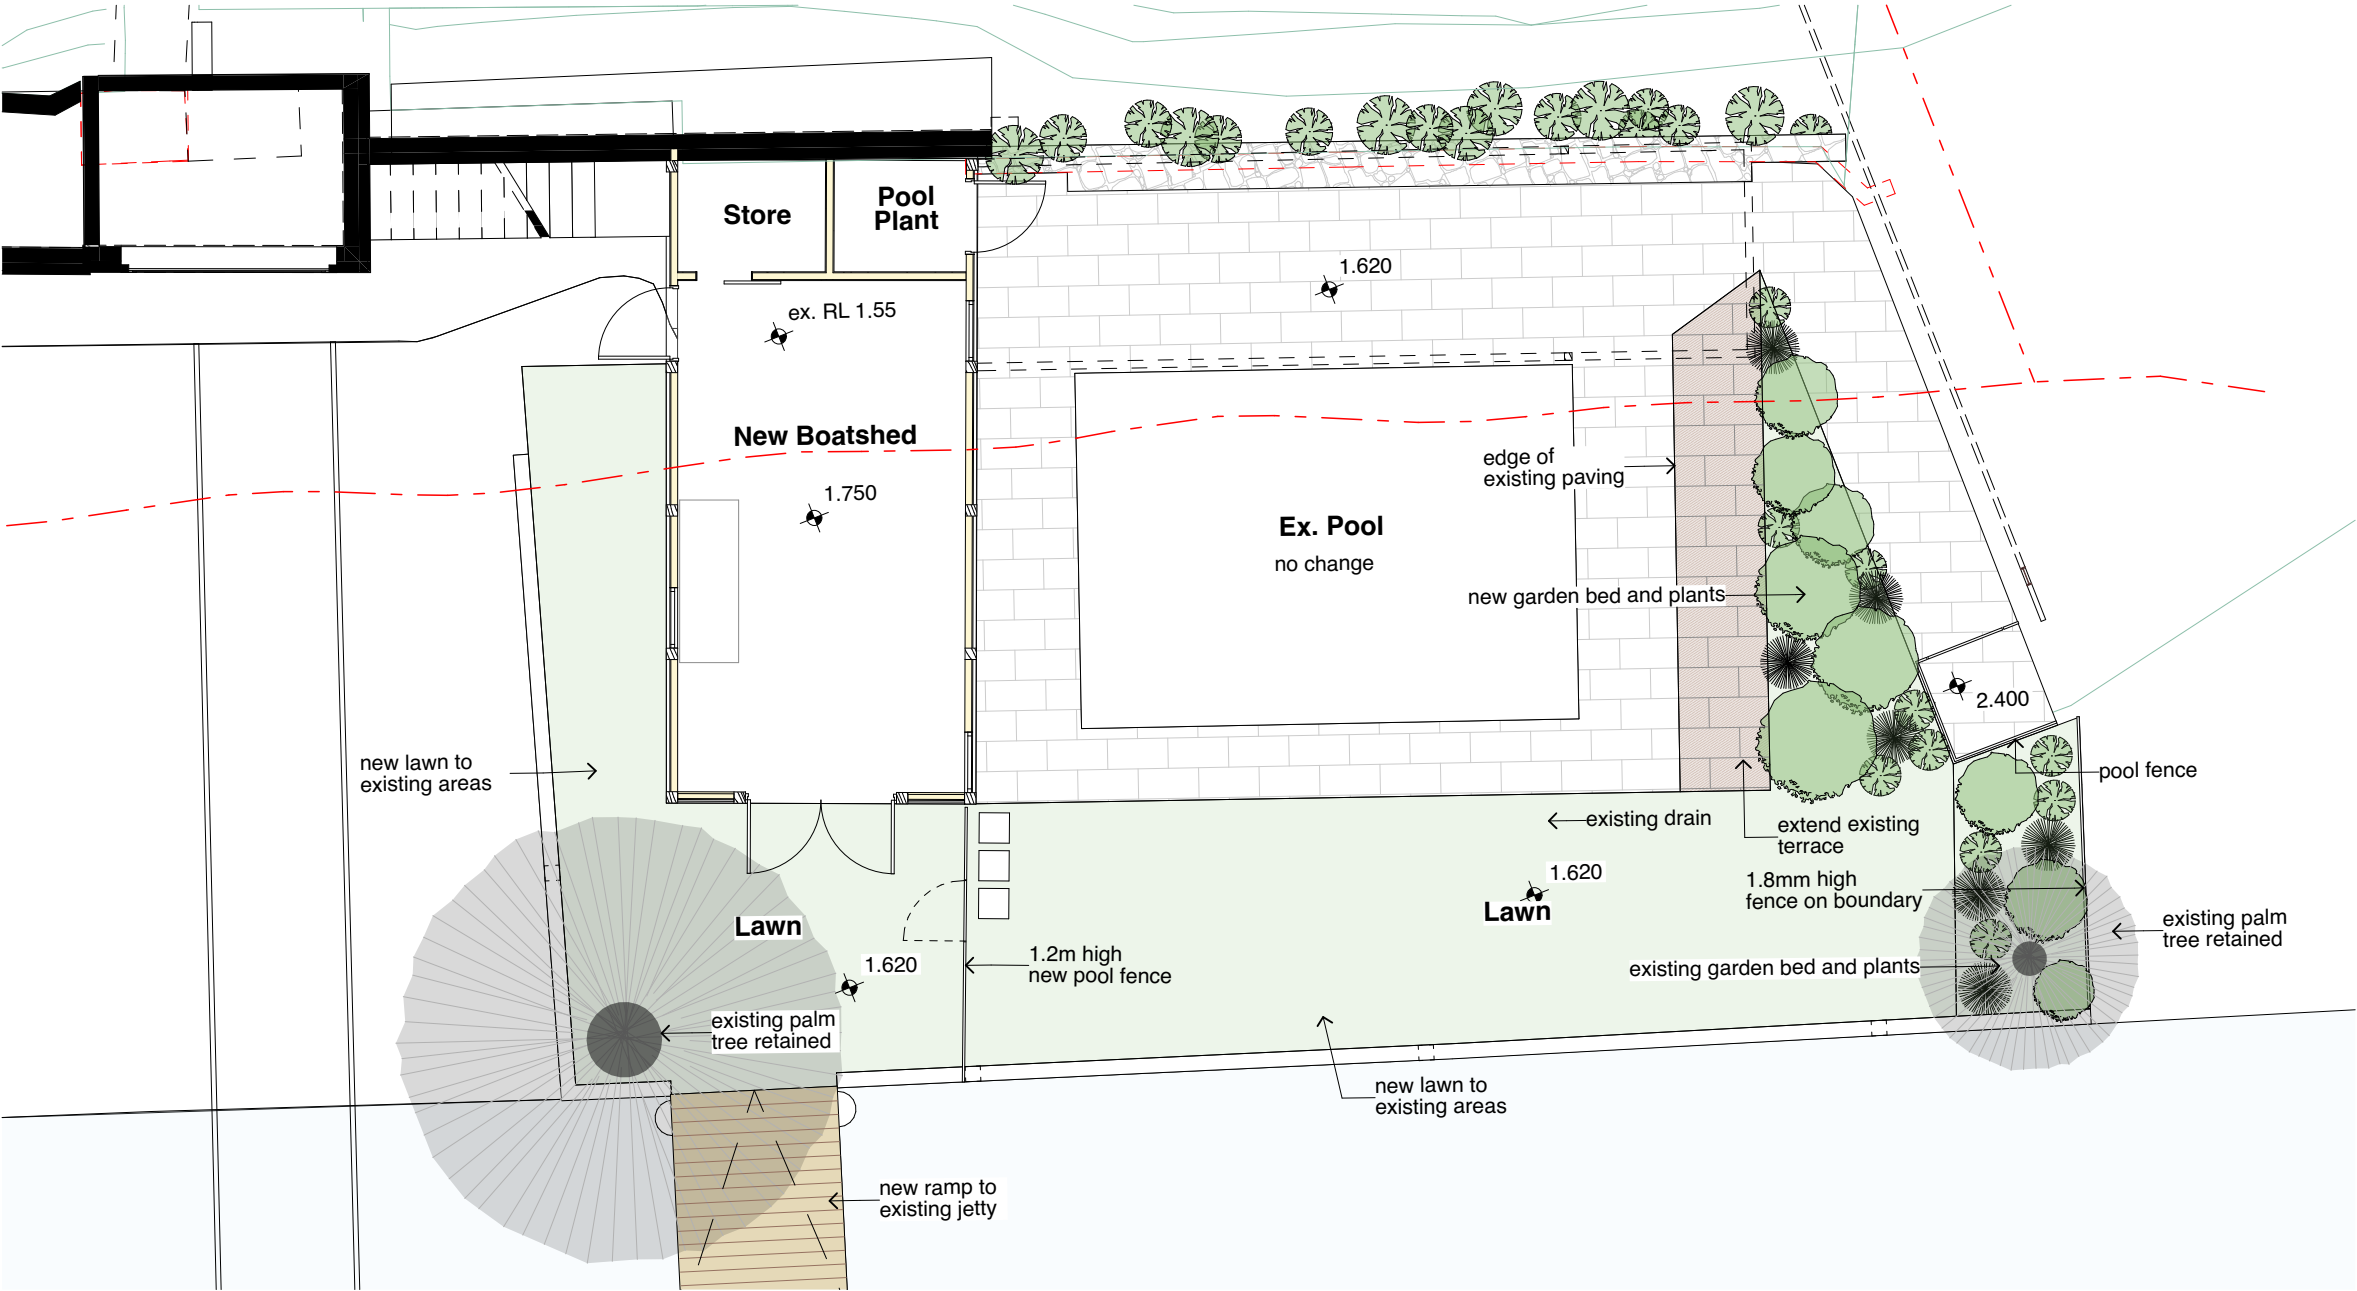 Store
Pool
Plant
1.620
ex. RL 1.55
New Boatshed
1.750
edge of
existing paving
Ex. Pool
no change
new garden bed and plants
2.400
new lawn to
existing areas
pool fence
existing drain
extend existing
terrace
1.620
Lawn
1.8mm high
fence on boundary
existing palm
tree retained
Lawn
1.620
1.2m high
new pool fence
existing garden bed and plants
existing palm
tree retained
new lawn to
existing areas
new ramp to
existing jetty